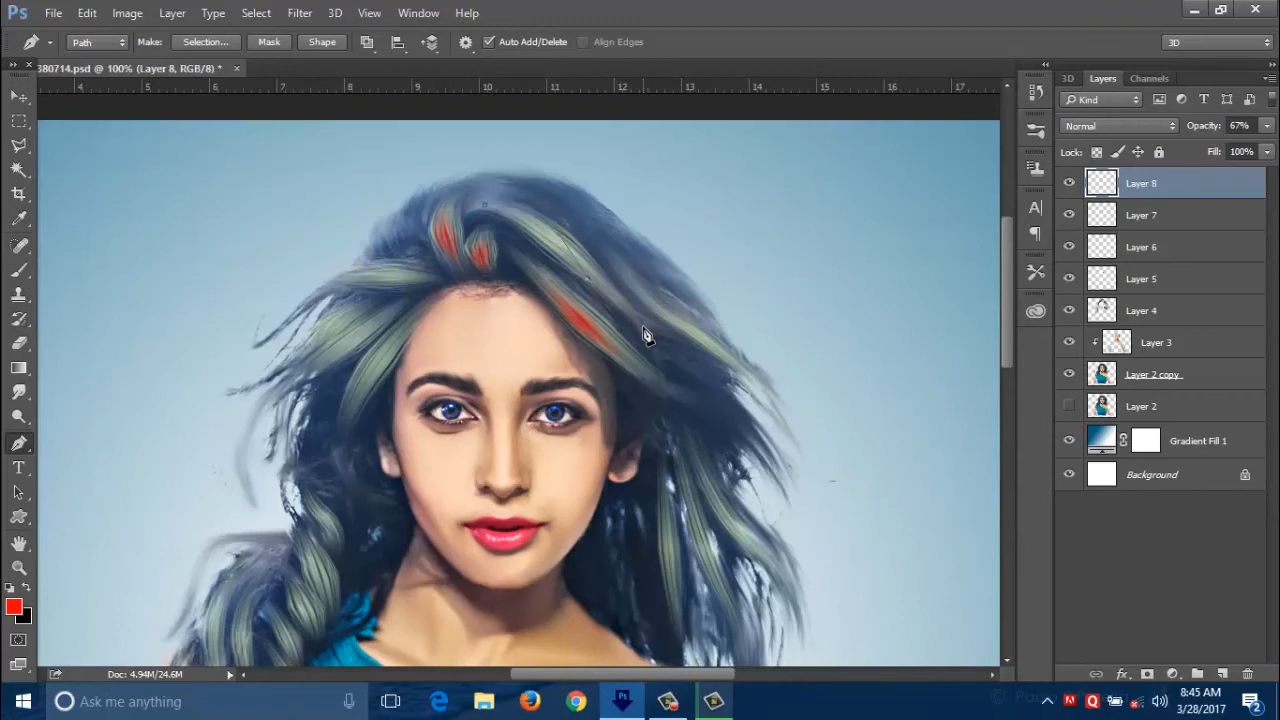 Ps File Edit Image Layer Type Select Filter 3D View Window Help
Path Make: Selection... Mask Shape Auto Add/Delete Align Edges 3D
380714.psd @ 100% (Layer 8, RGB/8) * ×
4 5 6 7 8 9 10 11 12 13 14 15 16 17
3D Layers Channels
Kind
Normal Opacity: 67%
Lock: Fill: 100%
Layer 8
Layer 7
Layer 6
Layer 5
Layer 4
Layer 3
Layer 2 copy
Layer 2
Gradient Fill 1
Background
Doc: 4.94M/24.6M
Ask me anything
8:45 AM
3/28/2017
2